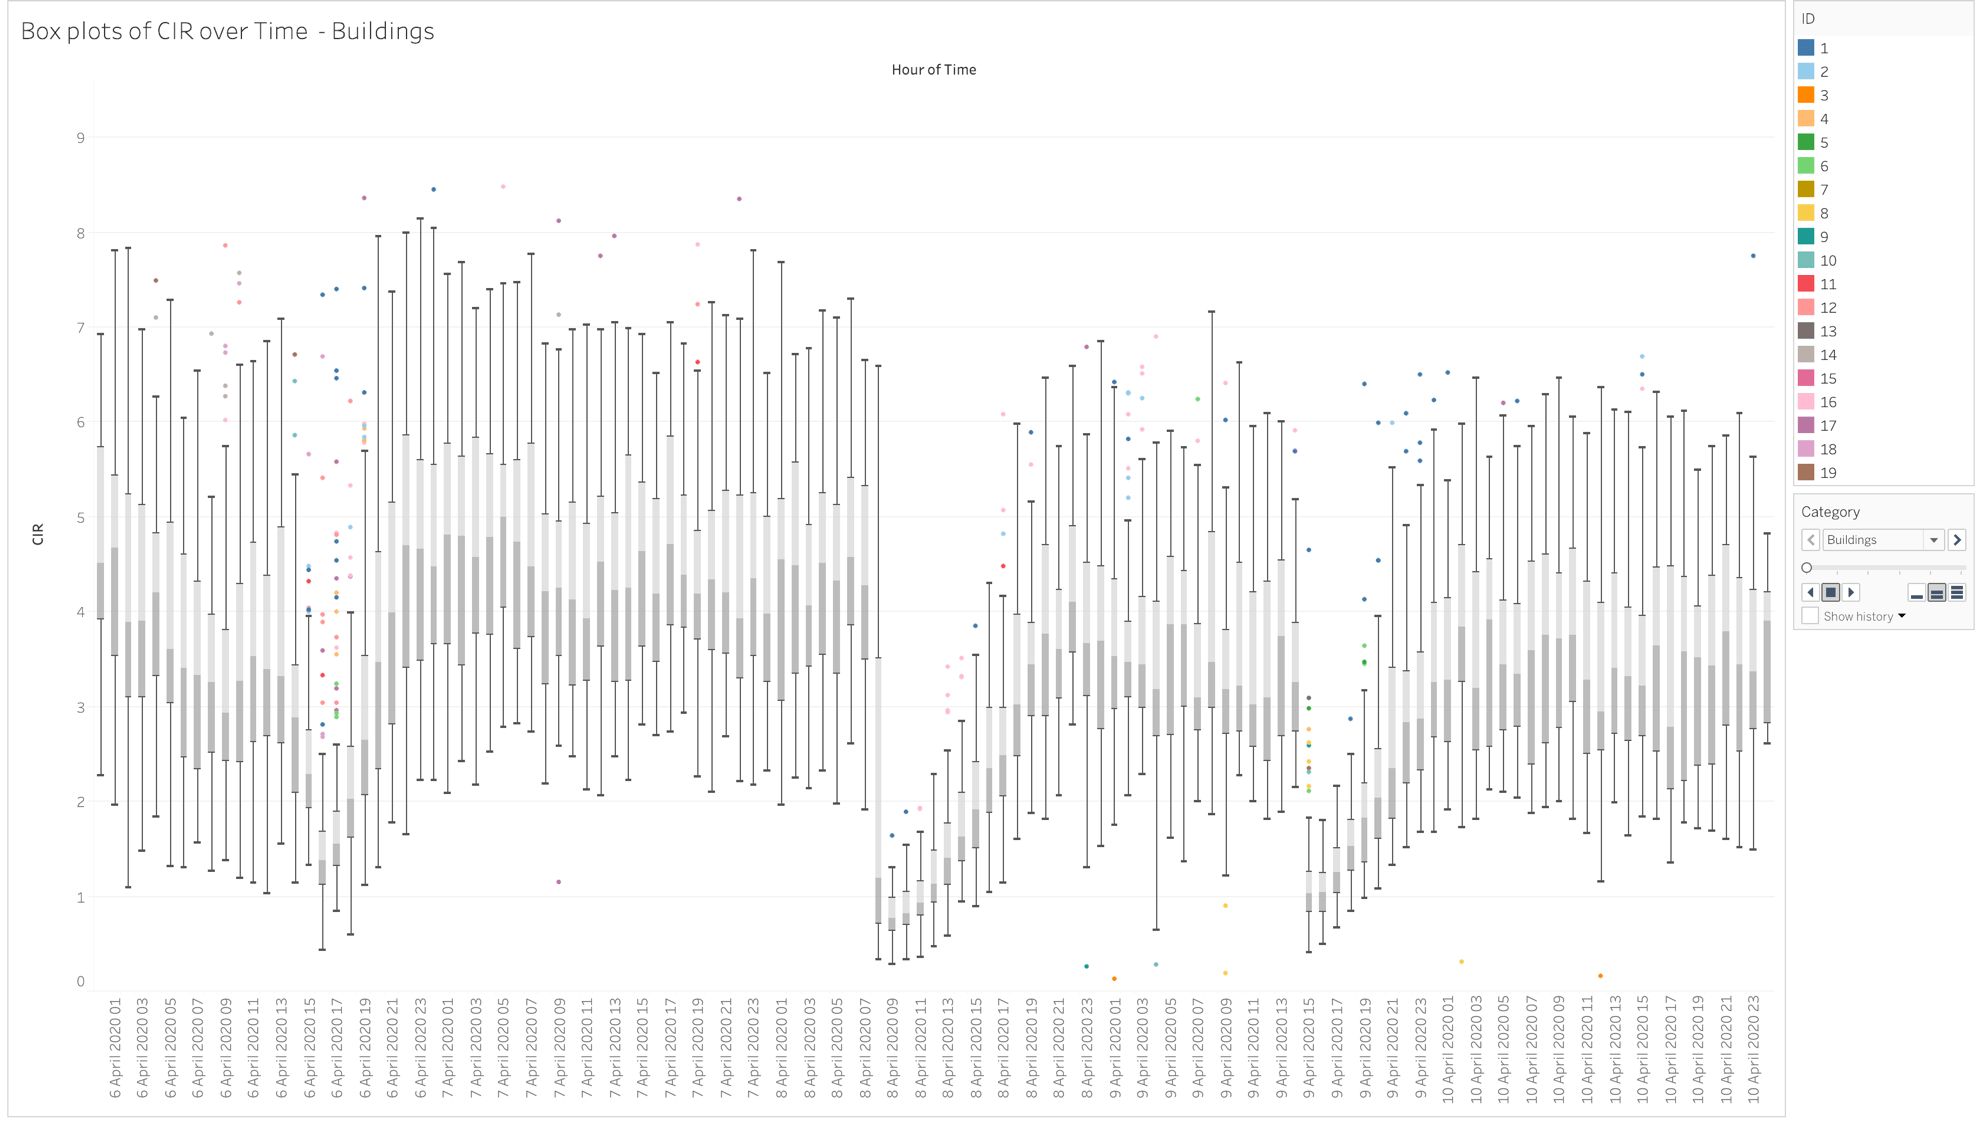 Box plots of CIR over Time - Buildings
Hour of Time
CIR
9
8
7
6
5
4
3
2
1
0
6 April 2020 01
6 April 2020 03
6 April 2020 05
6 April 2020 07
6 April 2020 09
6 April 2020 11
6 April 2020 13
6 April 2020 15
6 April 2020 17
6 April 2020 19
6 April 2020 21
6 April 2020 23
7 April 2020 01
7 April 2020 03
7 April 2020 05
7 April 2020 07
7 April 2020 09
7 April 2020 11
7 April 2020 13
7 April 2020 15
7 April 2020 17
7 April 2020 19
7 April 2020 21
7 April 2020 23
8 April 2020 01
8 April 2020 03
8 April 2020 05
8 April 2020 07
8 April 2020 09
8 April 2020 11
8 April 2020 13
8 April 2020 15
8 April 2020 17
8 April 2020 19
8 April 2020 21
8 April 2020 23
9 April 2020 01
9 April 2020 03
9 April 2020 05
9 April 2020 07
9 April 2020 09
9 April 2020 11
9 April 2020 13
9 April 2020 15
9 April 2020 17
9 April 2020 19
9 April 2020 21
9 April 2020 23
10 April 2020 01
10 April 2020 03
10 April 2020 05
10 April 2020 07
10 April 2020 09
10 April 2020 11
10 April 2020 13
10 April 2020 15
10 April 2020 17
10 April 2020 19
10 April 2020 21
10 April 2020 23
ID
1
2
3
4
5
6
7
8
9
10
11
12
13
14
15
16
17
18
19
Category
Buildings
Show history